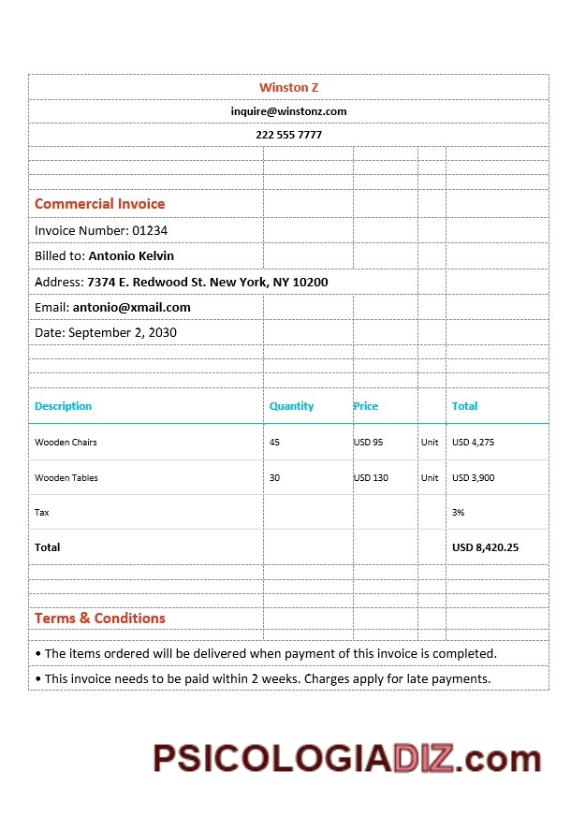 Winston Z
inquire@winstonz.com
222 555 7777
Commercial Invoice
Invoice Number: 01234
Billed to: Antonio Kelvin
Address: 7374 E. Redwood St. New York, NY 10200
Email: antonio@xmail.com
Date: September 2, 2030
Description Quantity Price Total
Wooden Chairs 45 USD 95 Unit USD 4,275
Wooden Tables 30 USD 130 Unit USD 3,900
Tax 3%
Total USD 8,420.25
Terms & Conditions
• The items ordered will be delivered when payment of this invoice is completed.
• This invoice needs to be paid within 2 weeks. Charges apply for late payments.
PSICOLOGIADIZ.com